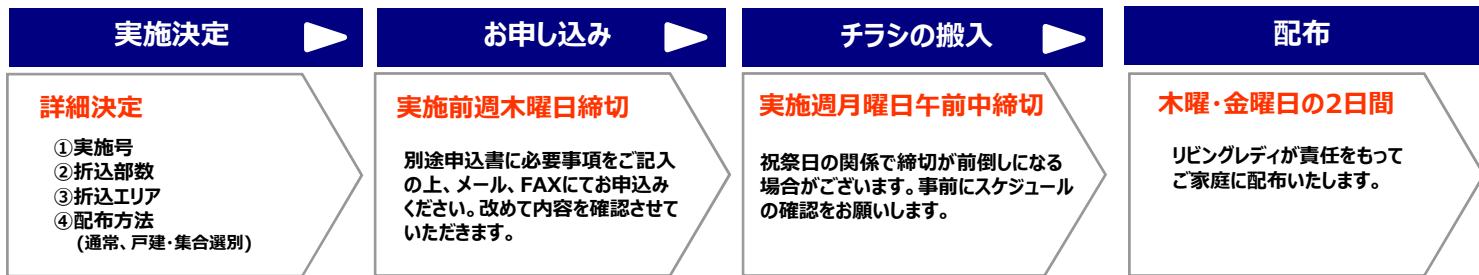 実施決定
お申し込み
チラシの搬入
配布
詳細決定
①実施号
②折込部数
③折込エリア
④配布方法
(通常、戸建・集合選別)
実施前週木曜日締切
別途申込書に必要事項をご記入
の上、メール、FAXにてお申込み
ください。改めて内容を確認させて
いただきます。
実施週月曜日午前中締切
祝祭日の関係で締切が前倒しになる
場合がございます。事前にスケジュール
の確認をお願いします。
木曜・金曜日の2日間
リビングレディが責任をもって
ご家庭に配布いたします。